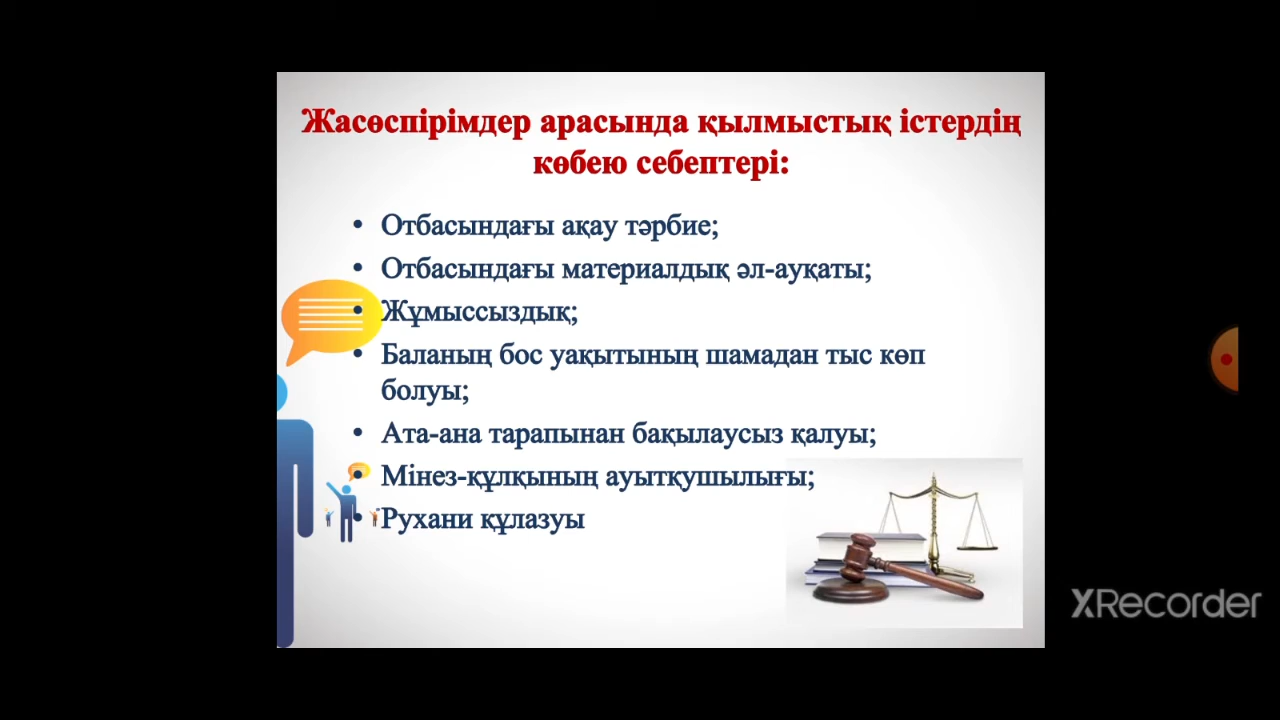 Жасөспірімдер арасында қылмыстық істердің
көбею себептері:
• Отбасындағы ақау тәрбие;
• Отбасындағы материалдық әл-ауқаты;
• Жұмыссыздық;
• Баланың бос уақытының шамадан тыс көп
болуы;
• Ата-ана тарапынан бақылаусыз қалуы;
• Мінез-құлқының ауытқушылығы;
• Рухани құлазуы
XRecorder